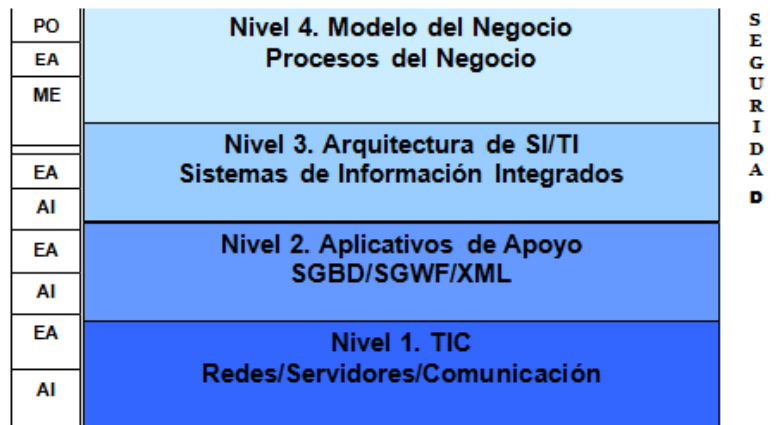 PO
EA
ME
EA
AI
EA
AI
EA
AI
Nivel 4. Modelo del Negocio
Procesos del Negocio
Nivel 3. Arquitectura de SI/TI
Sistemas de Información Integrados
Nivel 2. Aplicativos de Apoyo
SGBD/SGWF/XML
Nivel 1. TIC
Redes/Servidores/Comunicación
SEGURIDAD